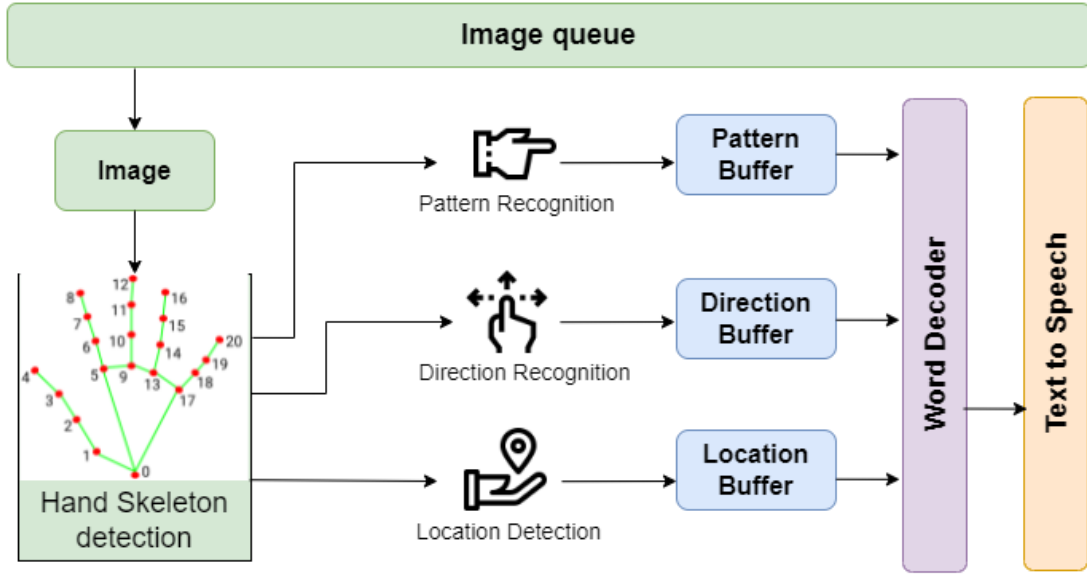 Image queue
Image
Pattern Recognition
Pattern
Buffer
Direction Recognition
Direction
Buffer
Location Detection
Location
Buffer
Word Decoder
Text to Speech
12
8
16
11
7
15
10
6
14
20
19
4
5
9
13
18
3
17
2
1
0
Hand Skeleton
detection